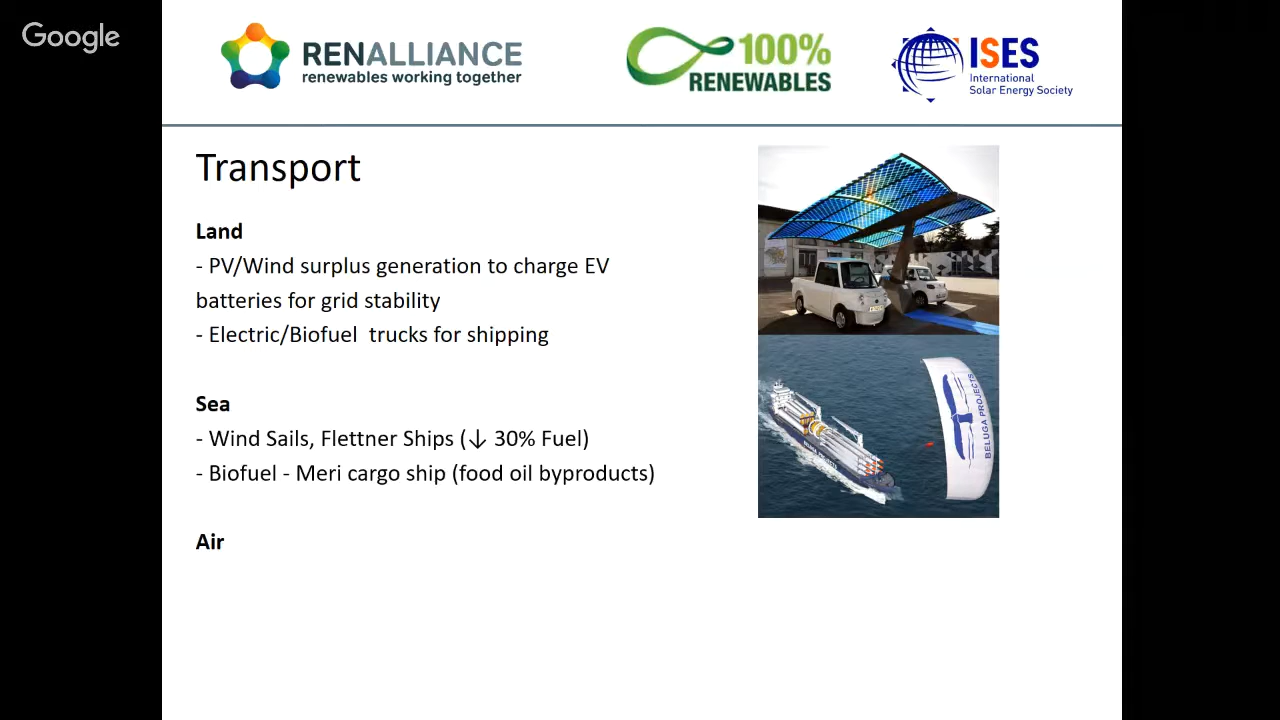 Google
RENALLIANCE
renewables working together
100%
RENEWABLES
ISES
International
Solar Energy Society
Transport
Land
- PV/Wind surplus generation to charge EV
batteries for grid stability
- Electric/Biofuel  trucks for shipping
Sea
- Wind Sails, Flettner Ships (↓ 30% Fuel)
- Biofuel - Meri cargo ship (food oil byproducts)
Air
BELUGA PROJECTS